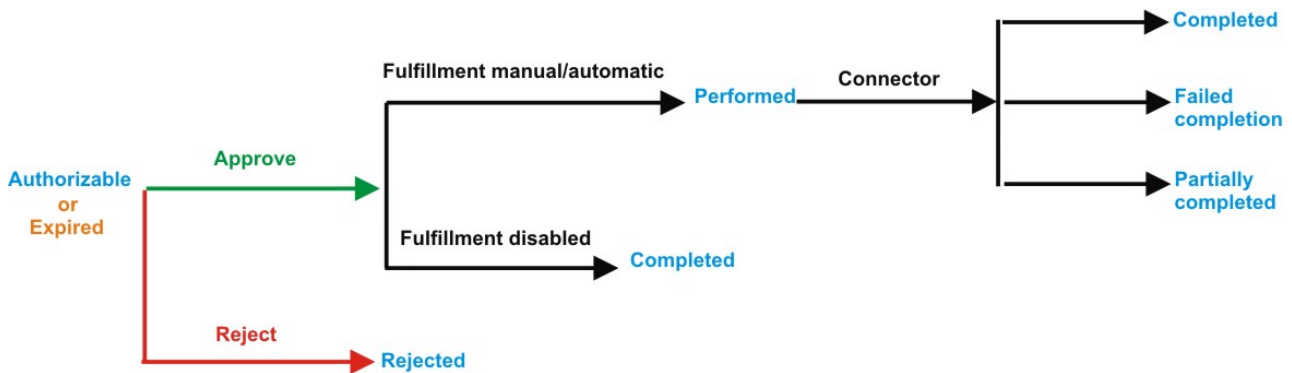 Completed
Fulfillment manual/automatic
Performed
Connector
Failed
completion
Approve
Authorizable
or
Expired
Partially
completed
Fulfillment disabled
Completed
Reject
Rejected